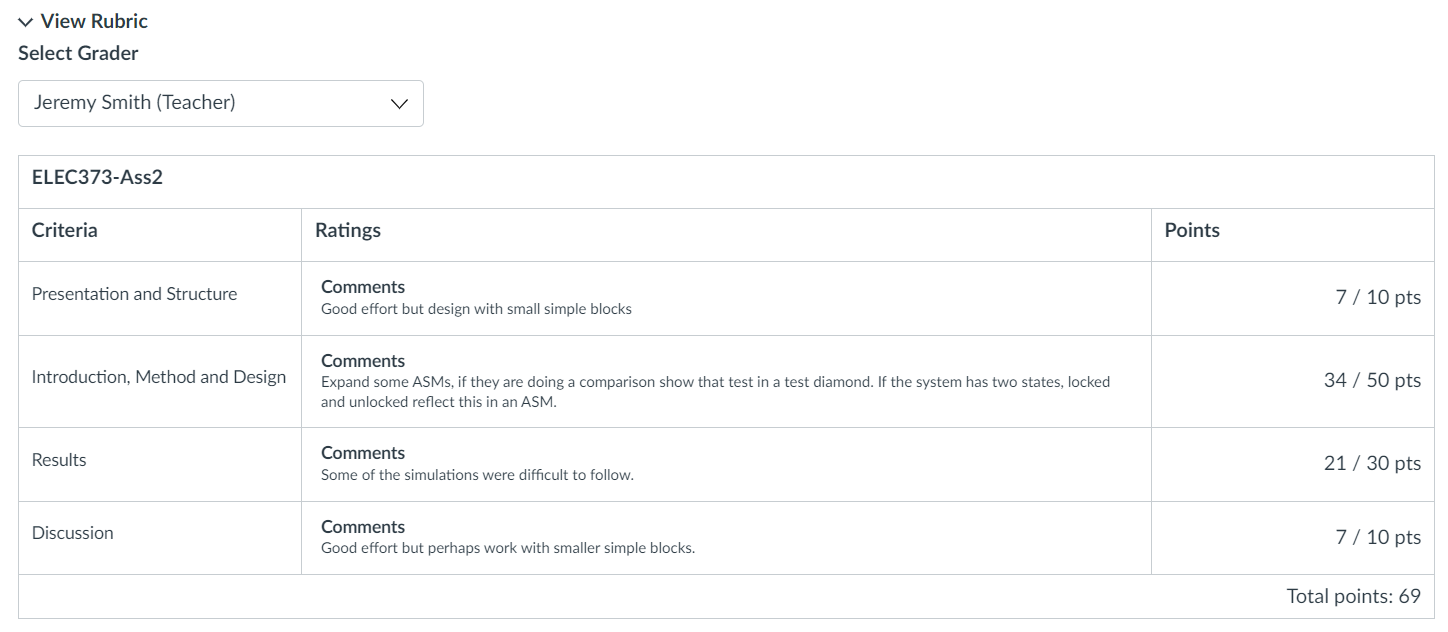 View Rubric
Select Grader
Jeremy Smith (Teacher)
ELEC373-Ass2
Criteria Ratings Points
Presentation and Structure
Comments
Good effort but design with small simple blocks
7 / 10 pts
Introduction, Method and Design
Comments
Expand some ASMs, if they are doing a comparison show that test in a test diamond. If the system has two states, locked
and unlocked reflect this in an ASM.
34 / 50 pts
Results
Comments
Some of the simulations were difficult to follow.
21 / 30 pts
Discussion
Comments
Good effort but perhaps work with smaller simple blocks.
7 / 10 pts
Total points: 69